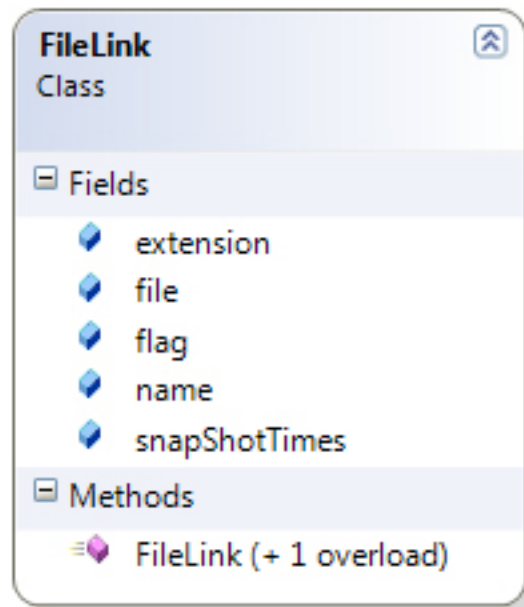 FileLink
Class
Fields
extension
file
flag
name
snapShotTimes
Methods
FileLink (+ 1 overload)